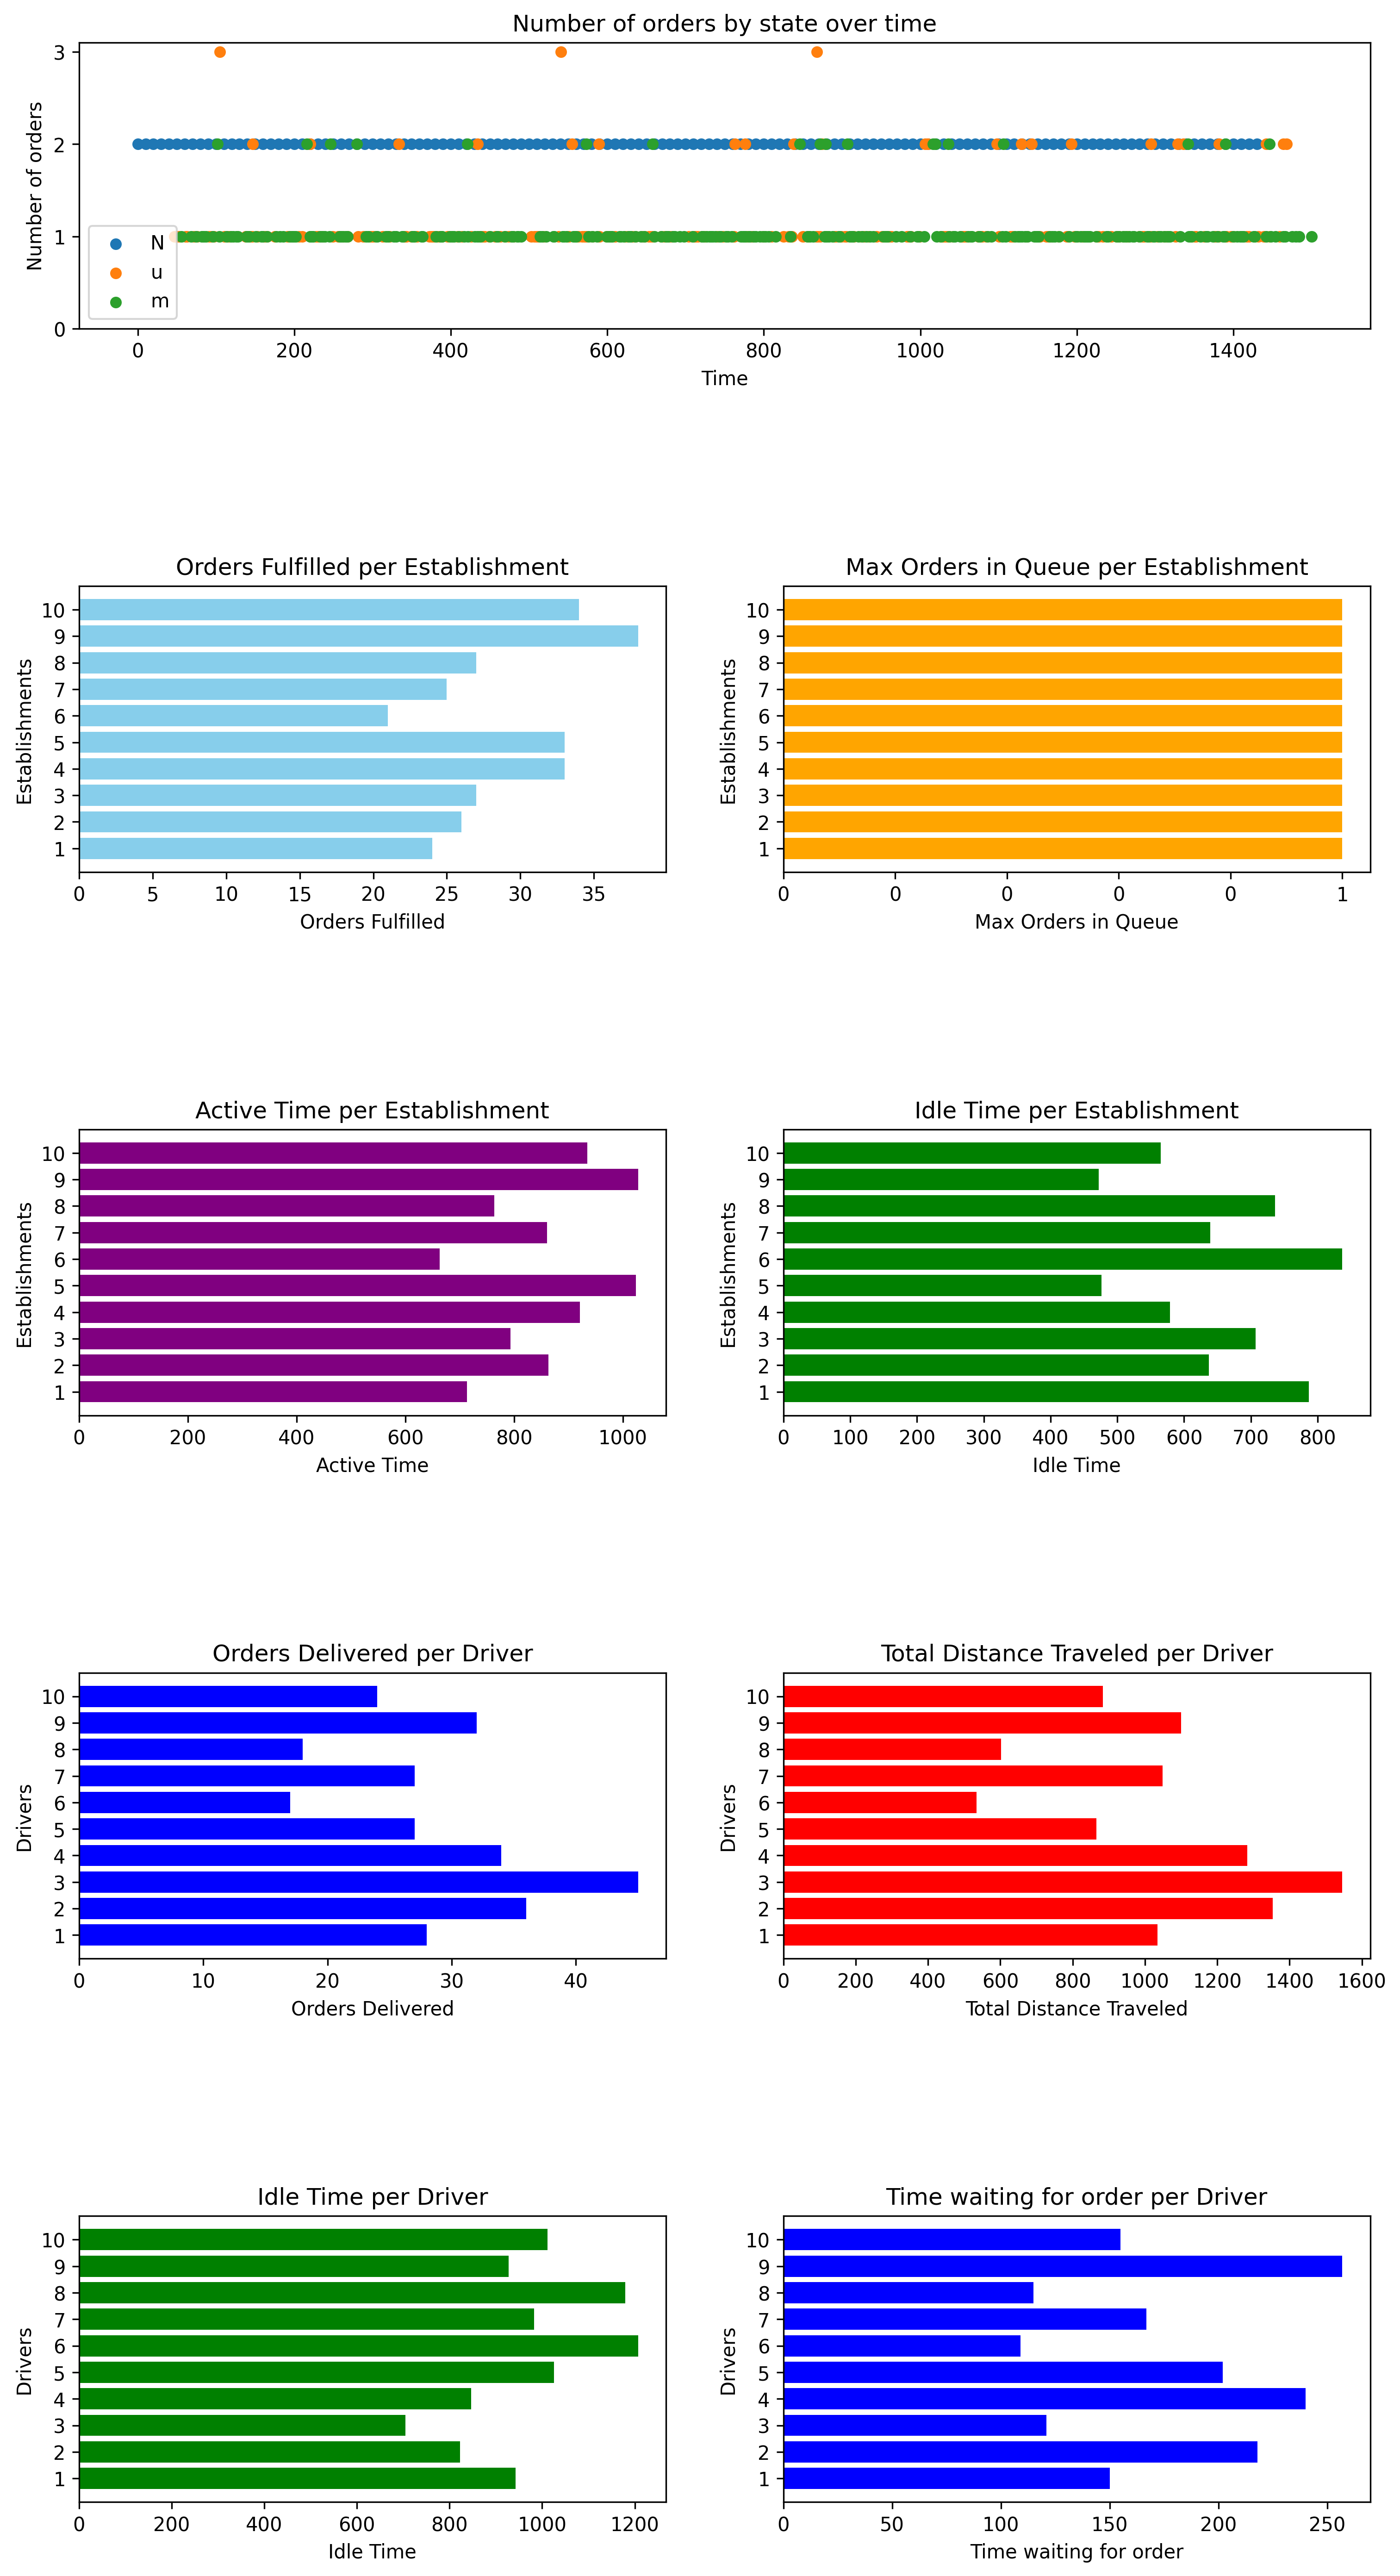 Number of orders by state over time
Number of orders
3
2
1
0
N
u
m
0 200 400 600 800 1000 1200 1400
Time
Orders Fulfilled per Establishment
Establishments
10
9
8
7
6
5
4
3
2
1
0 5 10 15 20 25 30 35
Orders Fulfilled
Max Orders in Queue per Establishment
Establishments
10
9
8
7
6
5
4
3
2
1
0 0 0 0 0 1
Max Orders in Queue
Active Time per Establishment
Establishments
10
9
8
7
6
5
4
3
2
1
0 200 400 600 800 1000
Active Time
Idle Time per Establishment
Establishments
10
9
8
7
6
5
4
3
2
1
0 100 200 300 400 500 600 700 800
Idle Time
Orders Delivered per Driver
Drivers
10
9
8
7
6
5
4
3
2
1
0 10 20 30 40
Orders Delivered
Total Distance Traveled per Driver
Drivers
10
9
8
7
6
5
4
3
2
1
0 200 400 600 800 1000 1200 1400 1600
Total Distance Traveled
Idle Time per Driver
Drivers
10
9
8
7
6
5
4
3
2
1
0 200 400 600 800 1000 1200
Idle Time
Time waiting for order per Driver
Drivers
10
9
8
7
6
5
4
3
2
1
0 50 100 150 200 250
Time waiting for order